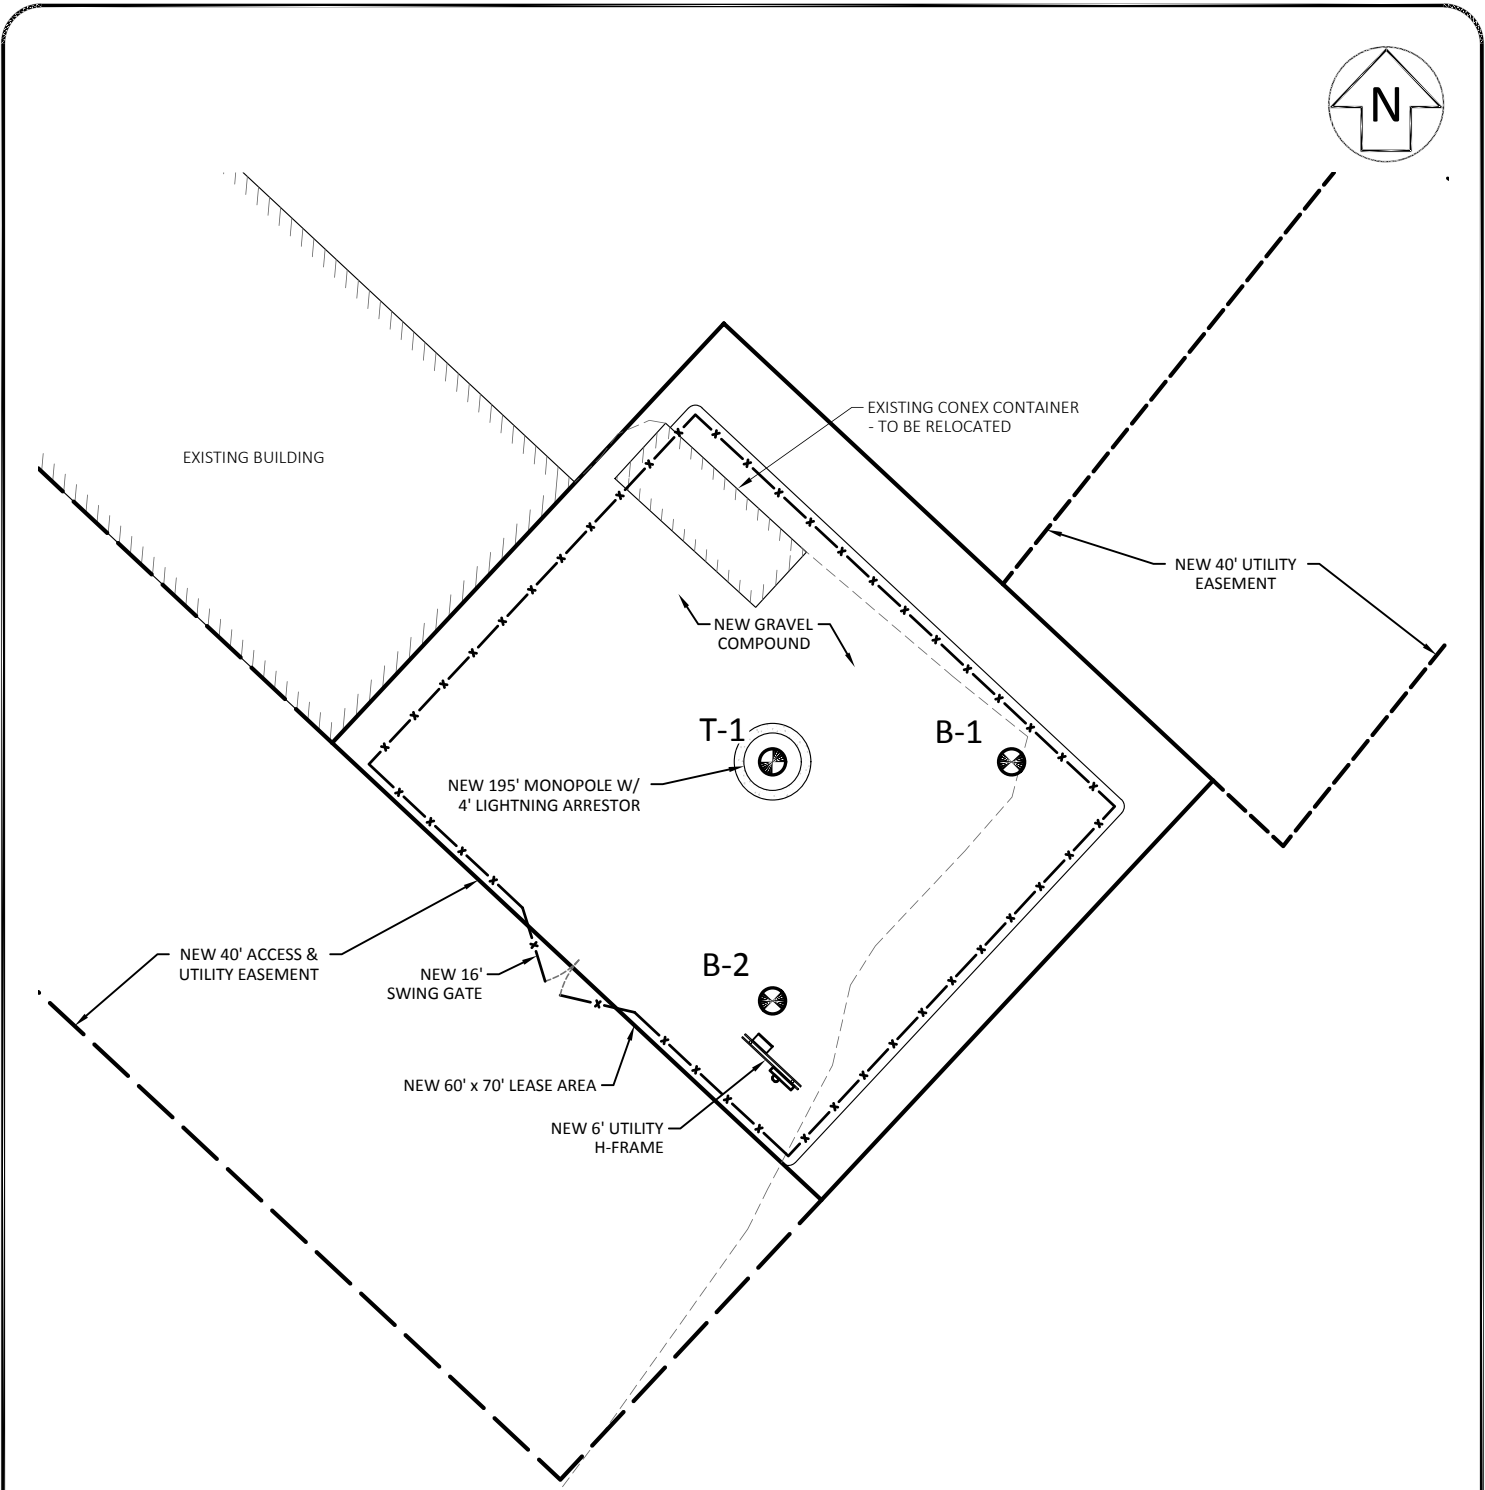 N
EXISTING CONEX CONTAINER
- TO BE RELOCATED
EXISTING BUILDING
NEW 40' UTILITY
EASEMENT
NEW GRAVEL
COMPOUND
T-1
B-1
NEW 195' MONOPOLE W/
4' LIGHTNING ARRESTOR
NEW 40' ACCESS &
UTILITY EASEMENT
B-2
NEW 16'
SWING GATE
NEW 60' x 70' LEASE AREA
NEW 6' UTILITY
H-FRAME